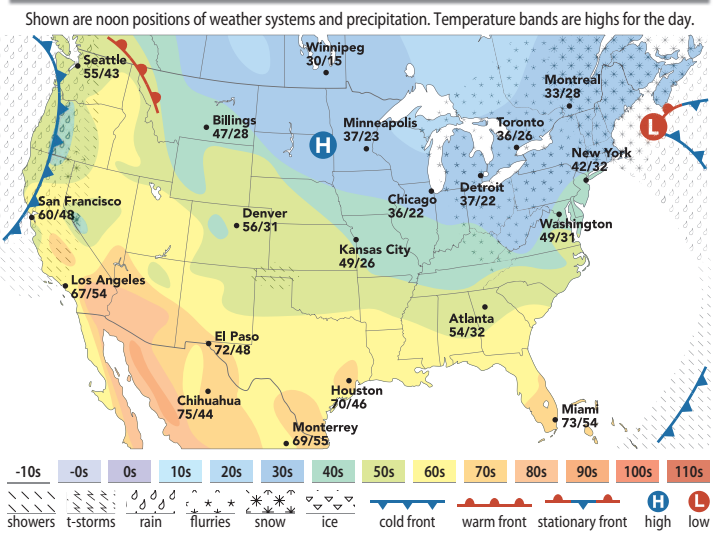 Shown are noon positions of weather systems and precipitation. Temperature bands are highs for the day.
Winnipeg
30/15
Seattle
55/43
Montreal
33/28
Billings
47/28
Minneapolis
37/23
Toronto
36/26
H
L
New York
42/32
San Francisco
60/48
Chicago
36/22
Detroit
37/22
Denver
56/31
Washington
49/31
Kansas City
49/26
Los Angeles
67/54
Atlanta
54/32
El Paso
72/48
Houston
70/46
Chihuahua
75/44
Miami
73/54
Monterrey
69/55
-10s -0s 0s 10s 20s 30s 40s 50s 60s 70s 80s 90s 100s 110s
H L
showers t-storms rain flurries snow ice cold front warm front stationary front high low